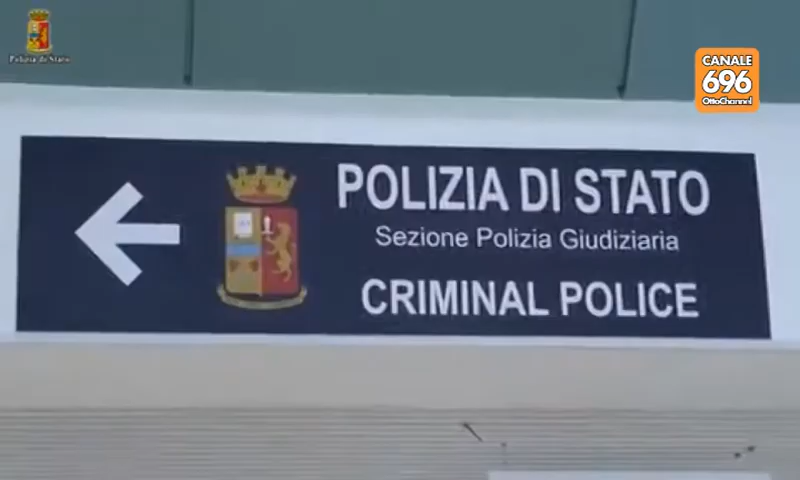 Polizia di Stato
CANALE
696
OttoChannel
POLIZIA DI STATO
Sezione Polizia Giudiziaria
CRIMINAL POLICE